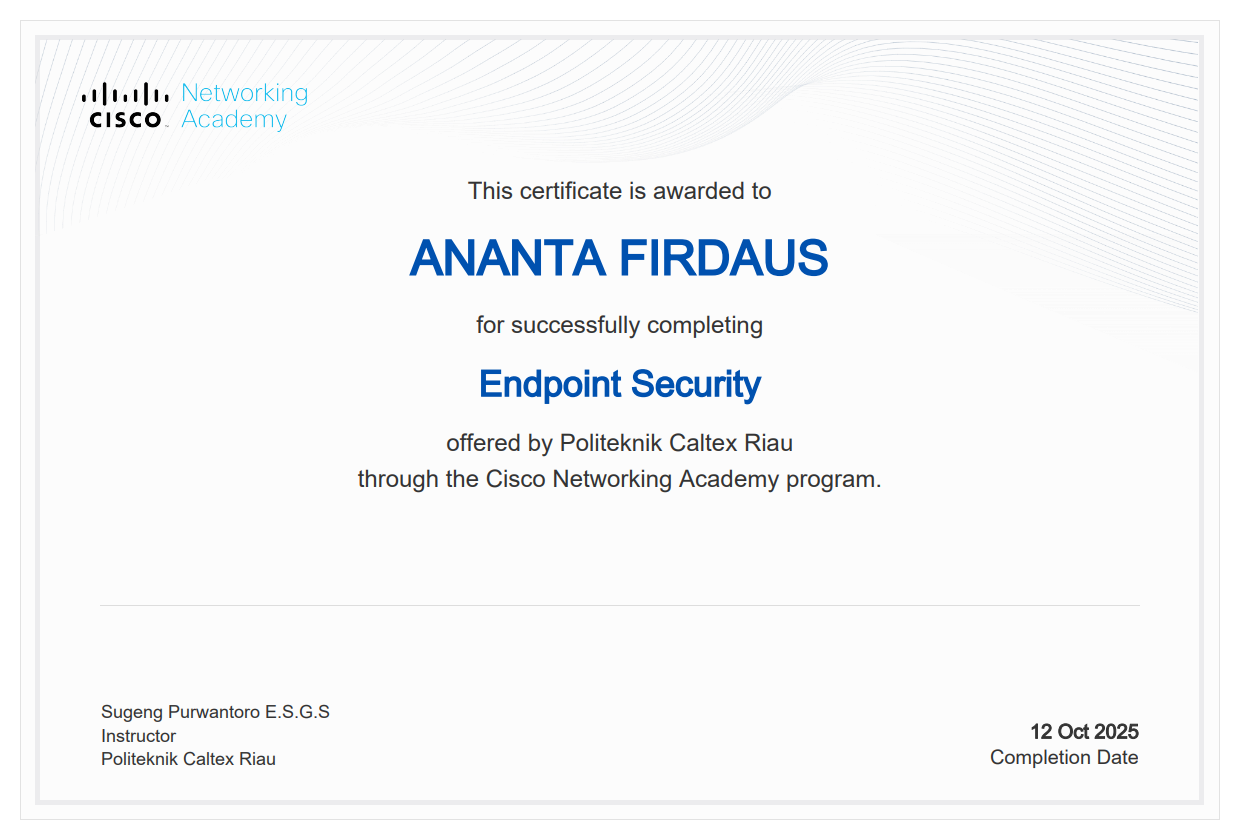 Networking
CISCO Academy
This certificate is awarded to
ANANTA FIRDAUS
for successfully completing
Endpoint Security
offered by Politeknik Caltex Riau
through the Cisco Networking Academy program.
Sugeng Purwantoro E.S.G.S
Instructor
Politeknik Caltex Riau
12 Oct 2025
Completion Date